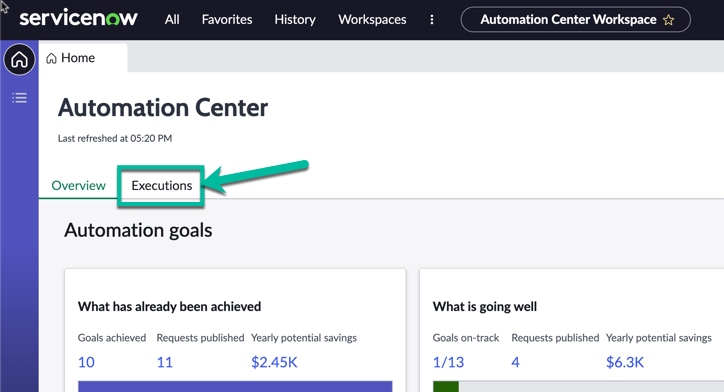 servicenow All Favorites History Workspaces Automation Center Workspace
Home
Automation Center
Last refreshed at 05:20 PM
Overview Executions
Automation goals
What has already been achieved
Goals achieved Requests published Yearly potential savings
10 11 $2.45K
What is going well
Goals on-track Requests published Yearly potential savings
1/13 4 $6.3K